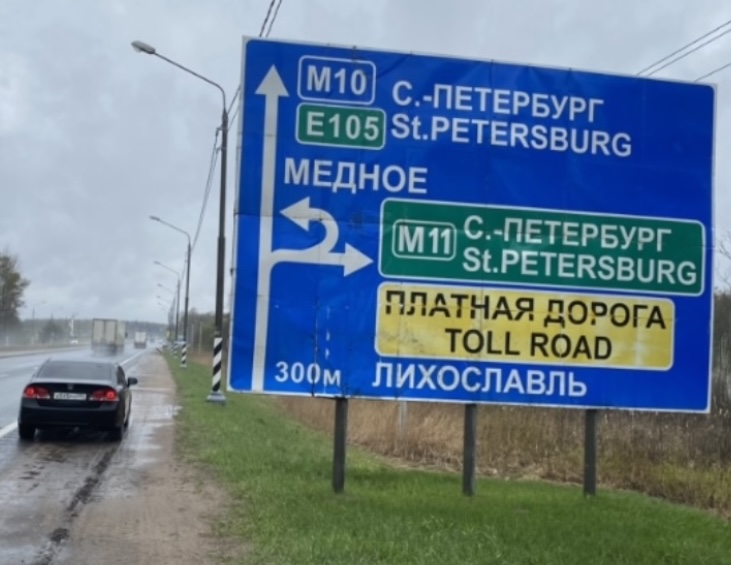 М10
С.-ПЕТЕРБУРГ
Е105
St.PETERSBURG
МЕДНОЕ
М11
С.-ПЕТЕРБУРГ
St.PETERSBURG
ПЛАТНАЯ ДОРОГА
TOLL ROAD
300м
ЛИХОСЛАВЛЬ